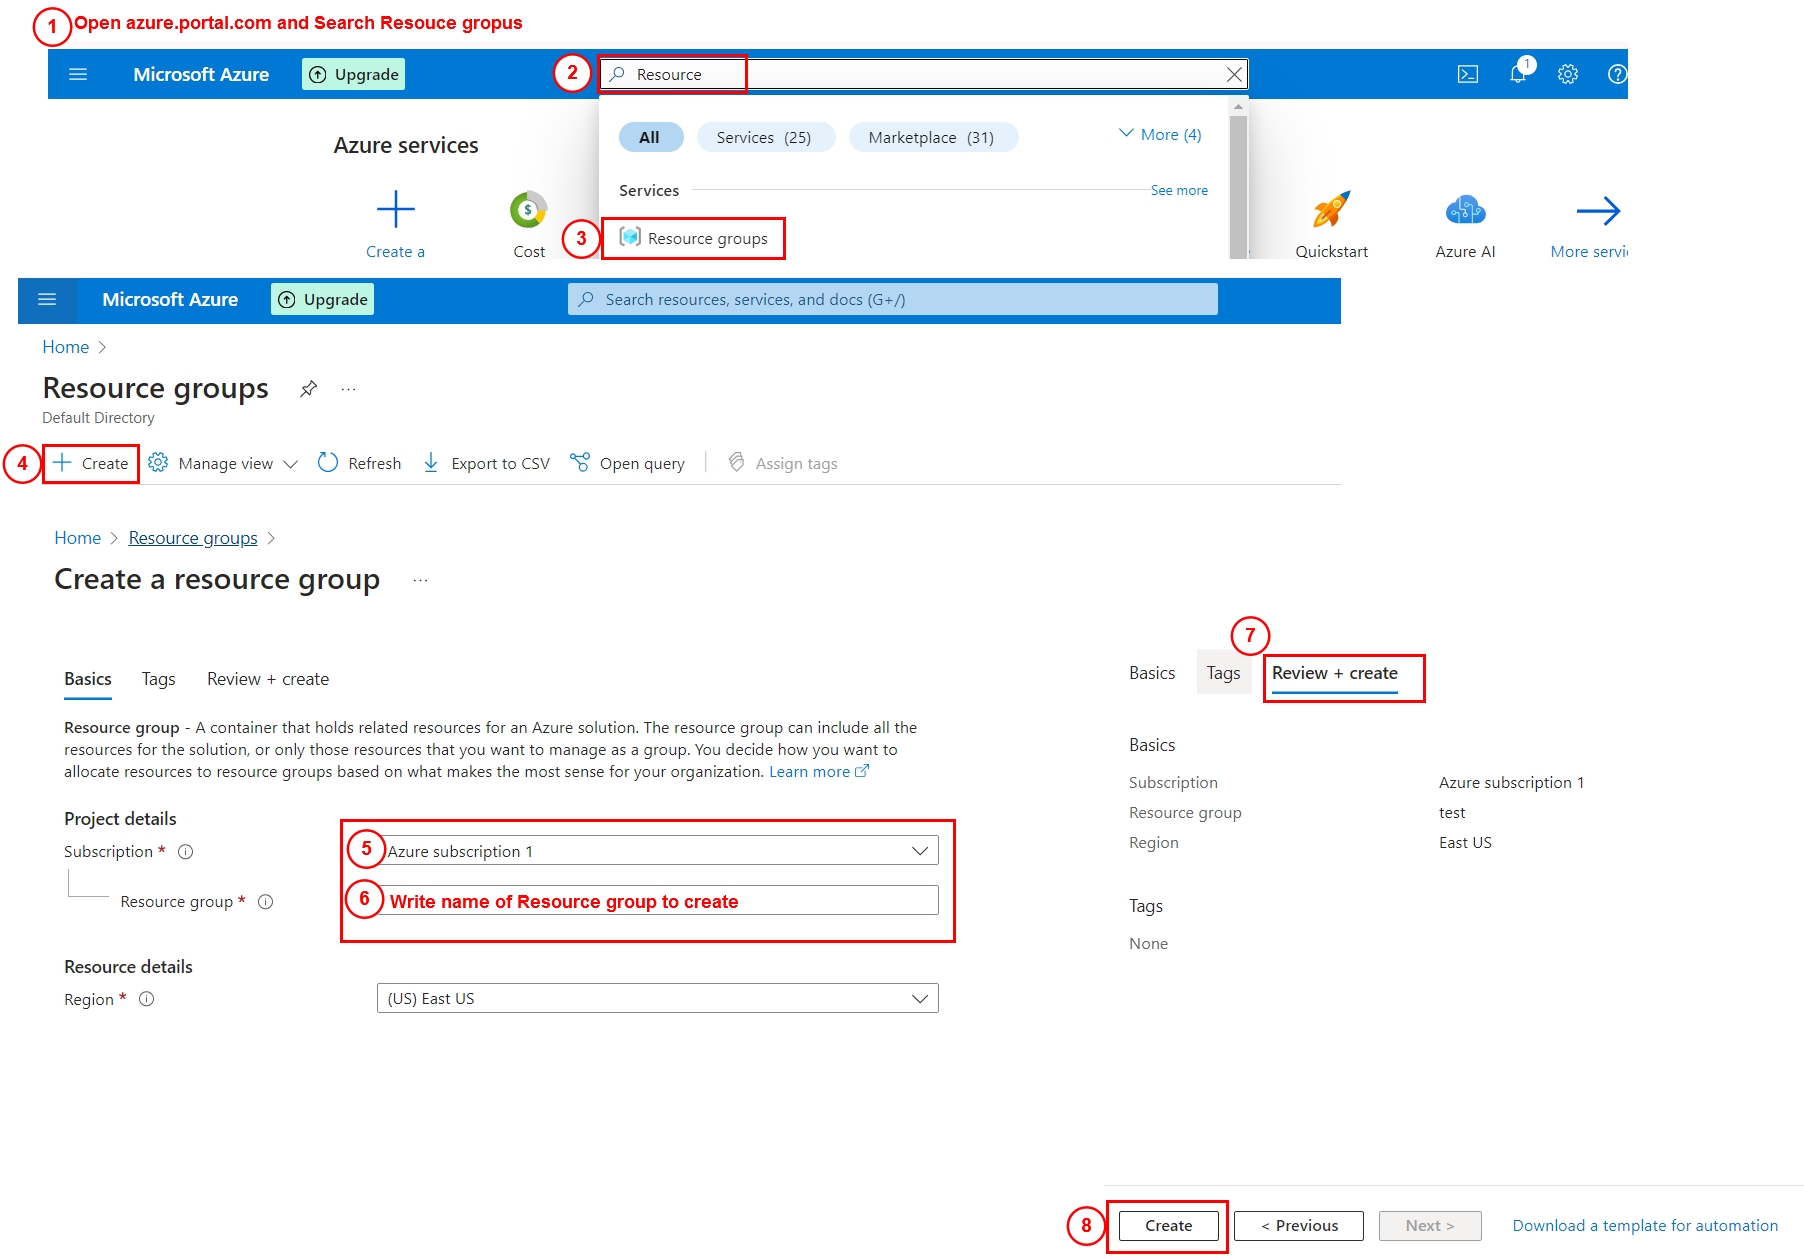 1 Open azure.portal.com and Search Resouce gropus
Microsoft Azure Upgrade 2 Resource 1
All Services (25) Marketplace (31) More (4)
Azure services
Services See more
3 Resource groups
Create a Cost Quickstart Azure AI More servi
Microsoft Azure Upgrade Search resources, services, and docs (G+/)
Home >
Resource groups ...
Default Directory
4 + Create Manage view Refresh Export to CSV Open query Assign tags
Home > Resource groups >
Create a resource group ...
Basics Tags Review + create
Resource group - A container that holds related resources for an Azure solution. The resource group can include all the
resources for the solution, or only those resources that you want to manage as a group. You decide how you want to
allocate resources to resource groups based on what makes the most sense for your organization. Learn more
Project details
Subscription * 5 Azure subscription 1
Resource group * 6 Write name of Resource group to create
Resource details
Region * (US) East US
7
Basics Tags Review + create
Basics
Subscription Azure subscription 1
Resource group test
Region East US
Tags
None
8 Create < Previous Next > Download a template for automation